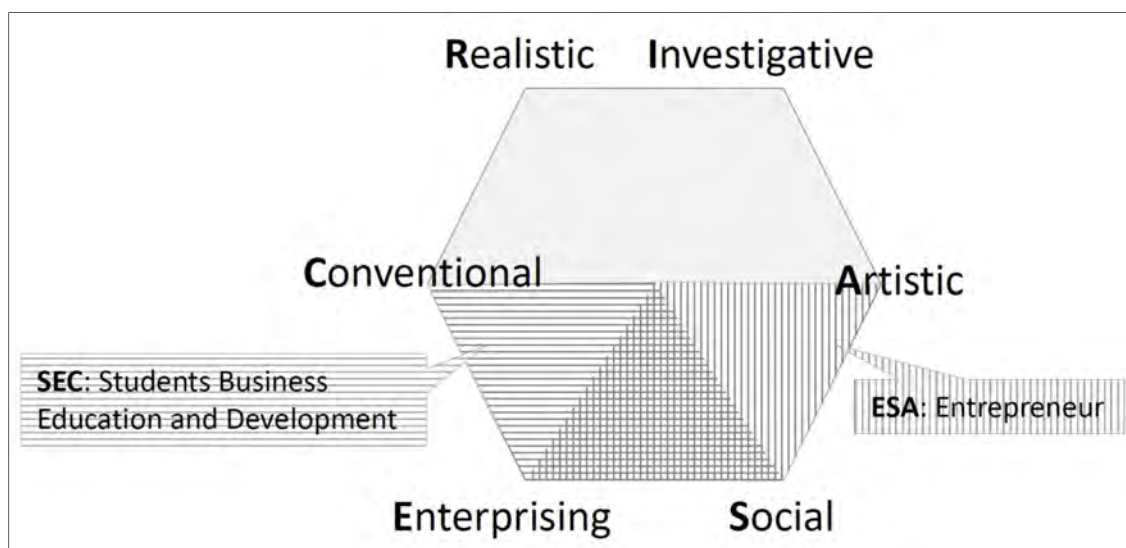 Realistic
Investigative
Conventional
Artistic
SEC: Students Business
Education and Development
ESA: Entrepreneur
Enterprising
Social